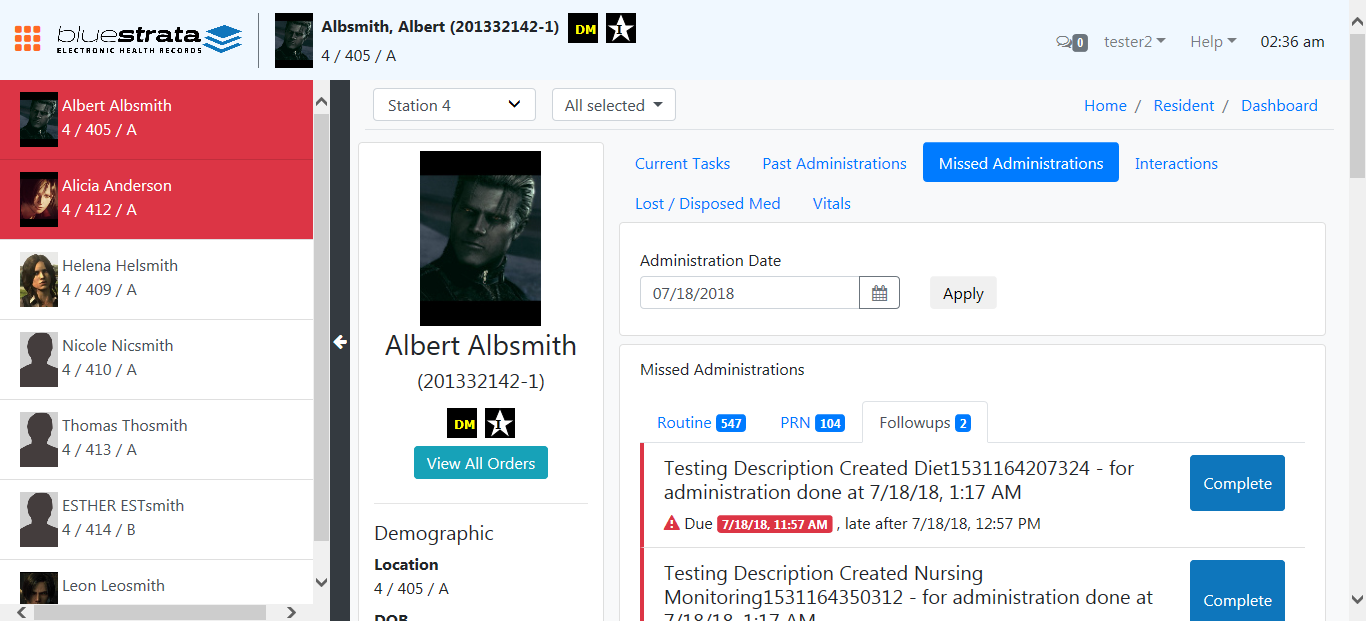 bluestrata
ELECTRONIC HEALTH RECORDS
Albsmith, Albert (201332142-1) DM
4 / 405 / A
0 tester2 Help 02:36 am
Albert Albsmith
4 / 405 / A
Alicia Anderson
4 / 412 / A
Helena Helsmith
4 / 409 / A
Nicole Nicsmith
4 / 410 / A
Thomas Thosmith
4 / 413 / A
ESTHER ESTsmith
4 / 414 / B
Leon Leosmith
Station 4 All selected
Home / Resident / Dashboard
Albert Albsmith
(201332142-1)
DM
View All Orders
Demographic
Location
4 / 405 / A
DOB
Current Tasks Past Administrations Missed Administrations Interactions
Lost / Disposed Med Vitals
Administration Date
07/18/2018 Apply
Missed Administrations
Routine 547 PRN 104 Followups 2
Testing Description Created Diet1531164207324 - for
administration done at 7/18/18, 1:17 AM
Complete
Due 7/18/18, 11:57 AM , late after 7/18/18, 12:57 PM
Testing Description Created Nursing
Monitoring1531164350312 - for administration done at
7/18/18, 1:17 AM
Complete